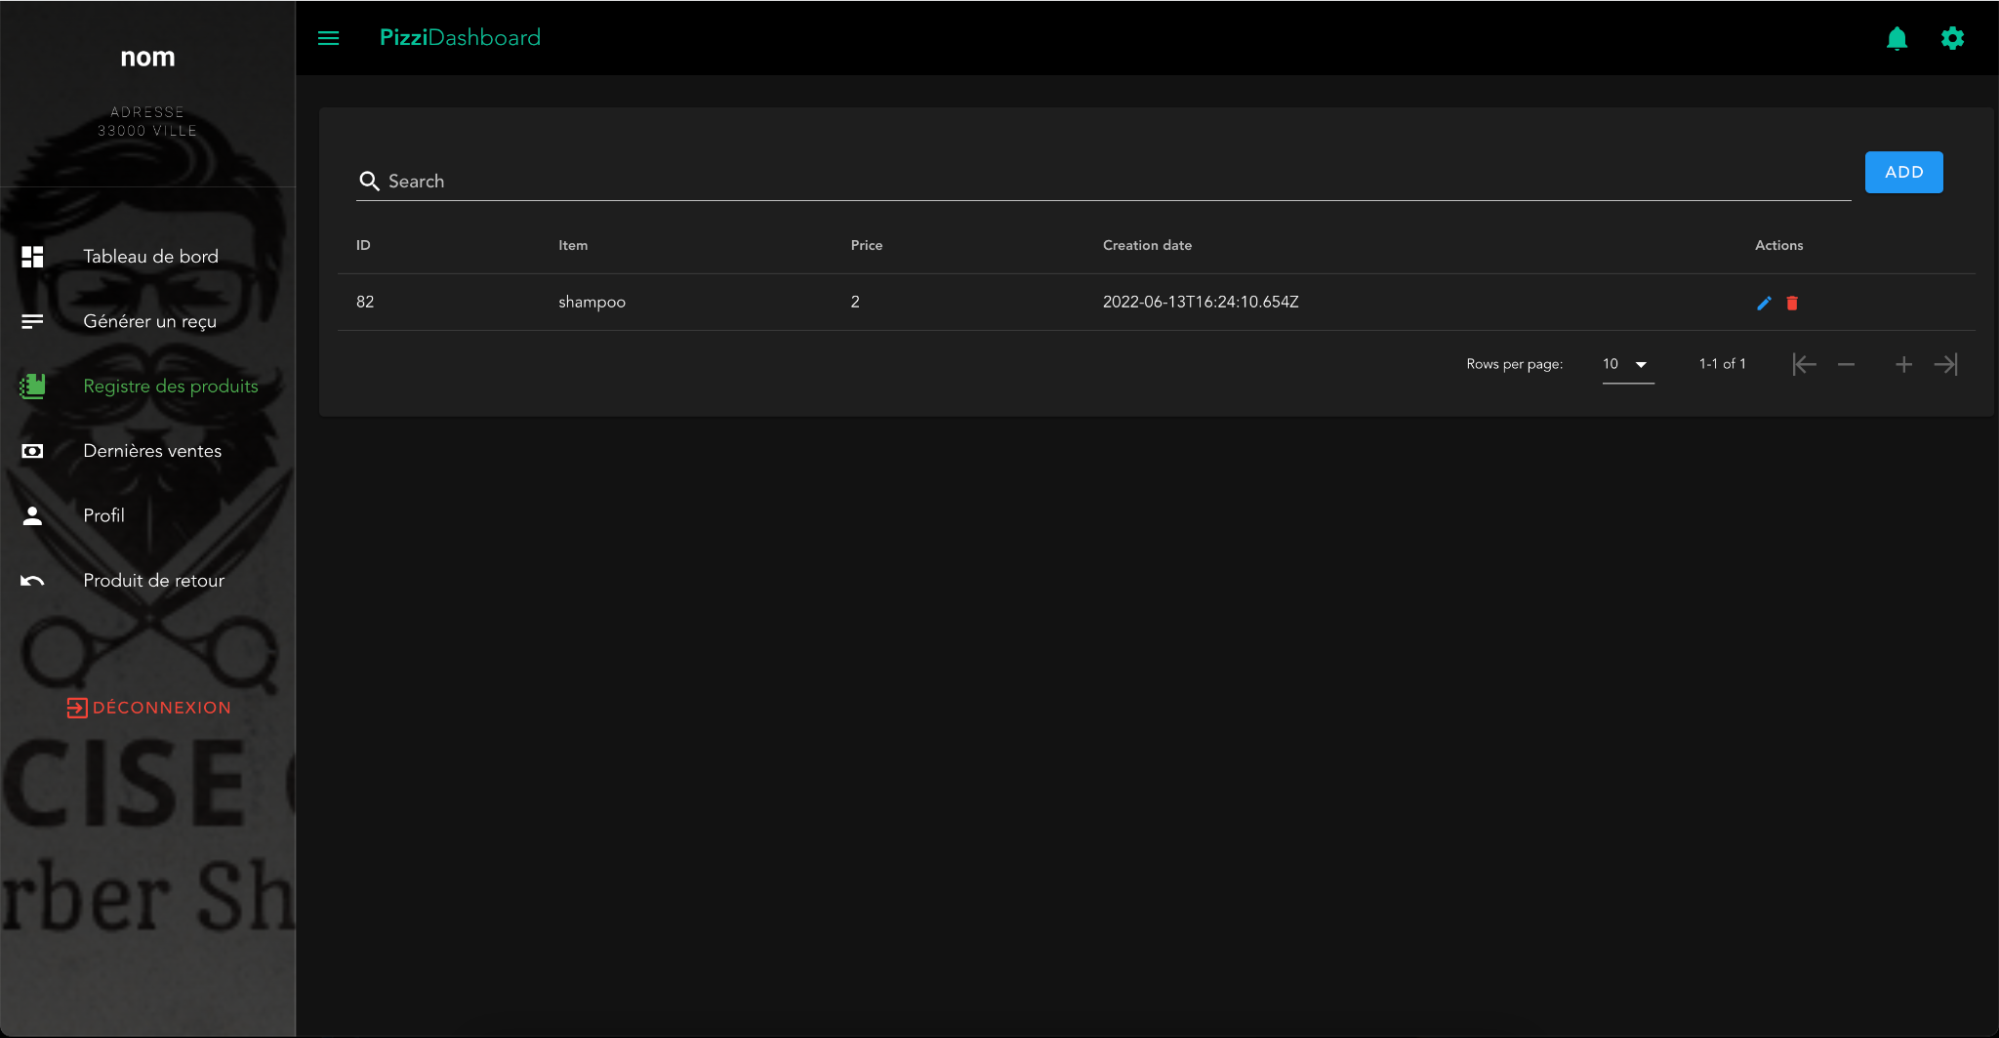 nom
ADRESSE
33000 VILLE
Tableau de bord
Générer un reçu
Registre des produits
Dernières ventes
Profil
Produit de retour
DÉCONNEXION
CISE
rber Sh
PizziDashboard
Search
ADD
ID Item Price Creation date Actions
82 shampoo 2 2022-06-13T16:24:10.654Z
Rows per page: 10 1-1 of 1